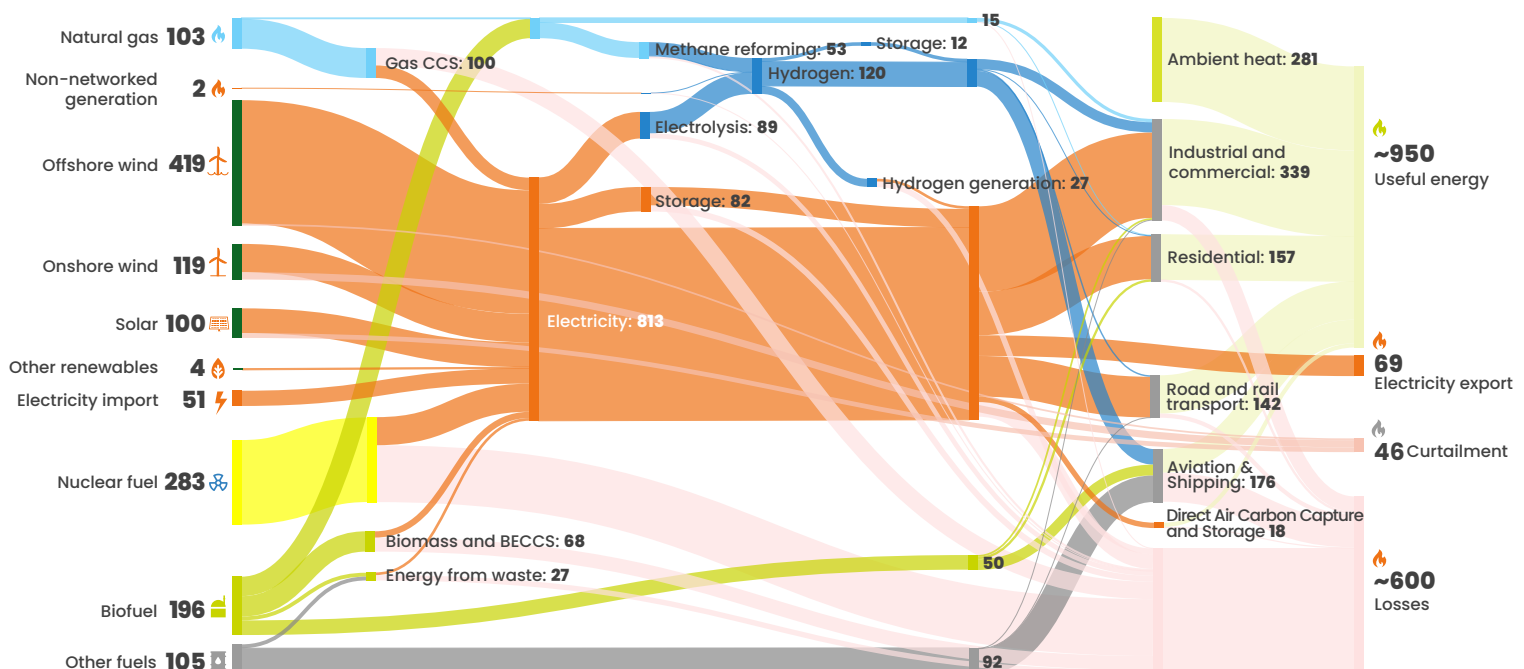 Natural gas 103
Non-networked
generation 2
Offshore wind 419
Onshore wind 119
Solar 100
Other renewables 4
Electricity import 51
Nuclear fuel 283
Biofuel 196
Other fuels 105
Gas CCS: 100
Biomass and BECCS: 68
Energy from waste: 27
Electricity: 813
Methane reforming: 53
Electrolysis: 89
Storage: 82
Storage: 12
Hydrogen: 120
Hydrogen generation: 27
15
50
92
Ambient heat: 281
Industrial and
commercial: 339
Residential: 157
Road and rail
transport: 142
Aviation &
Shipping: 176
Direct Air Carbon Capture
and Storage 18
~950
Useful energy
69
Electricity export
46 Curtailment
~600
Losses